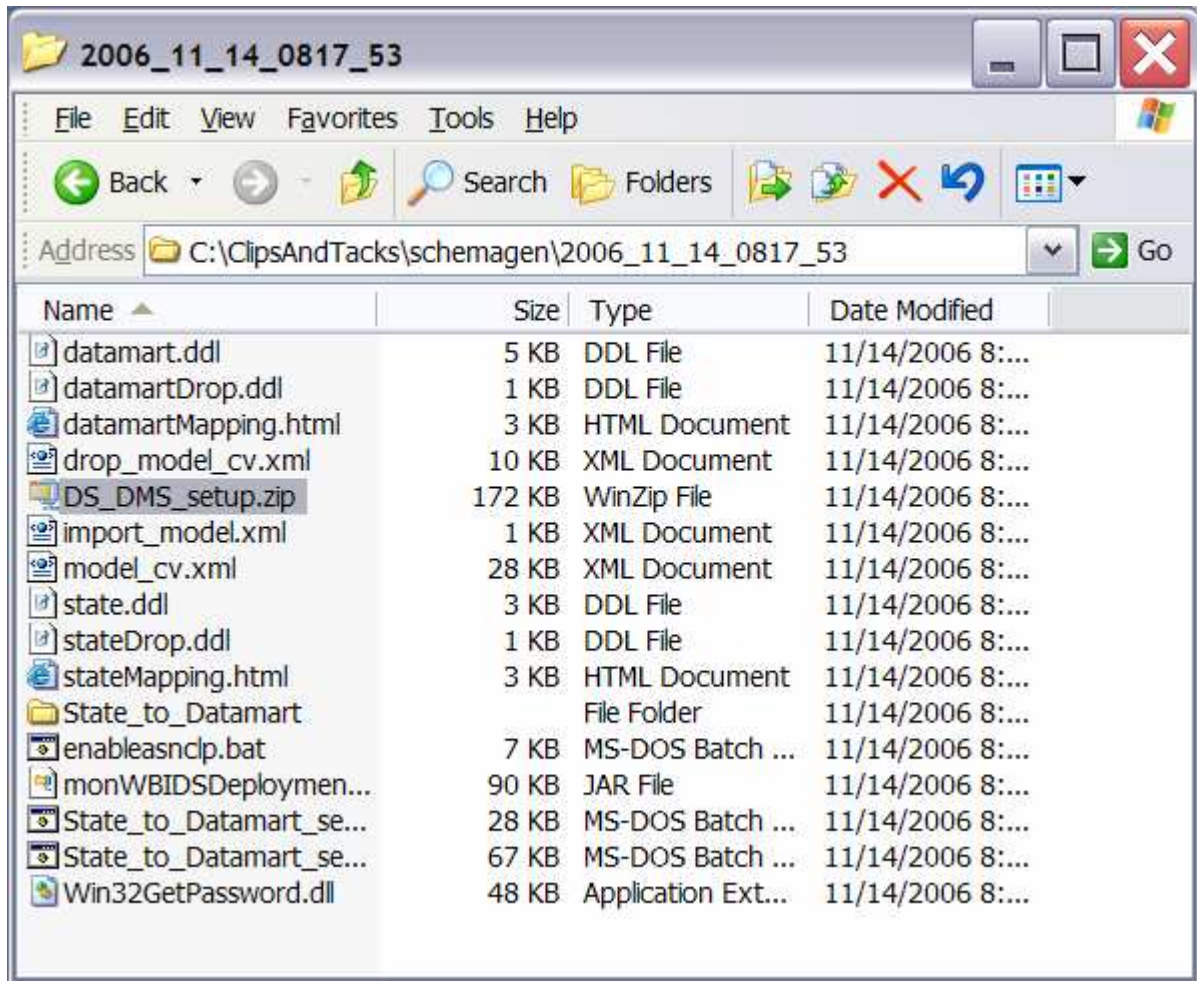 2006_11_14_0817_53
File Edit View Favorites Tools Help
Back Search Folders
Address C:\ClipsAndTacks\schemagen\2006_11_14_0817_53 Go
Name Size Type Date Modified
datamart.ddl 5 KB DDL File 11/14/2006 8:...
datamartDrop.ddl 1 KB DDL File 11/14/2006 8:...
datamartMapping.html 3 KB HTML Document 11/14/2006 8:...
drop_model_cv.xml 10 KB XML Document 11/14/2006 8:...
DS_DMS_setup.zip 172 KB WinZip File 11/14/2006 8:...
import_model.xml 1 KB XML Document 11/14/2006 8:...
model_cv.xml 28 KB XML Document 11/14/2006 8:...
state.ddl 3 KB DDL File 11/14/2006 8:...
stateDrop.ddl 1 KB DDL File 11/14/2006 8:...
stateMapping.html 3 KB HTML Document 11/14/2006 8:...
State_to_Datamart File Folder 11/14/2006 8:...
enableasnclp.bat 7 KB MS-DOS Batch ... 11/14/2006 8:...
monWBIDSDeploymen... 90 KB JAR File 11/14/2006 8:...
State_to_Datamart_se... 28 KB MS-DOS Batch ... 11/14/2006 8:...
State_to_Datamart_se... 67 KB MS-DOS Batch ... 11/14/2006 8:...
Win32GetPassword.dll 48 KB Application Ext... 11/14/2006 8:...